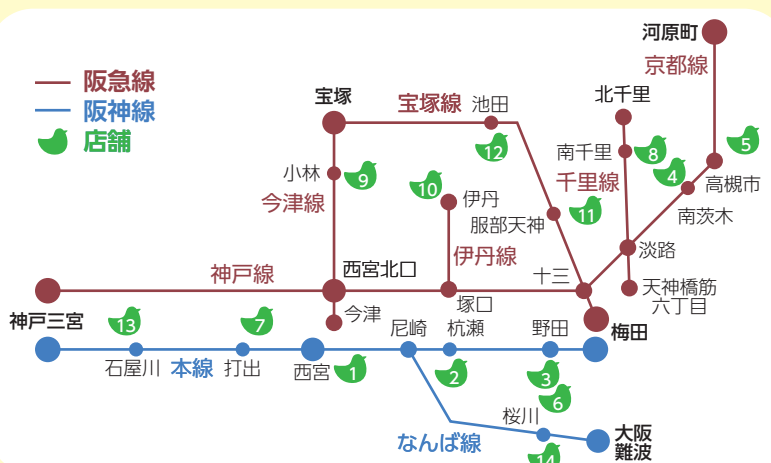 阪急線
阪神線
店舗
河原町
京都線
北千里
宝塚
宝塚線
池田
12
南千里
8
5
小林
9
今津線
10
伊丹
千里線
4
高槻市
南茨木
服部天神
11
伊丹線
淡路
神戸線
西宮北口
十三
天神橋筋
六丁目
塚口
今津
神戸三宮
13
7
尼崎
杭瀬
野田
梅田
石屋川
本線
打出
西宮
1
2
3
6
桜川
なんば線
大阪
難波
14